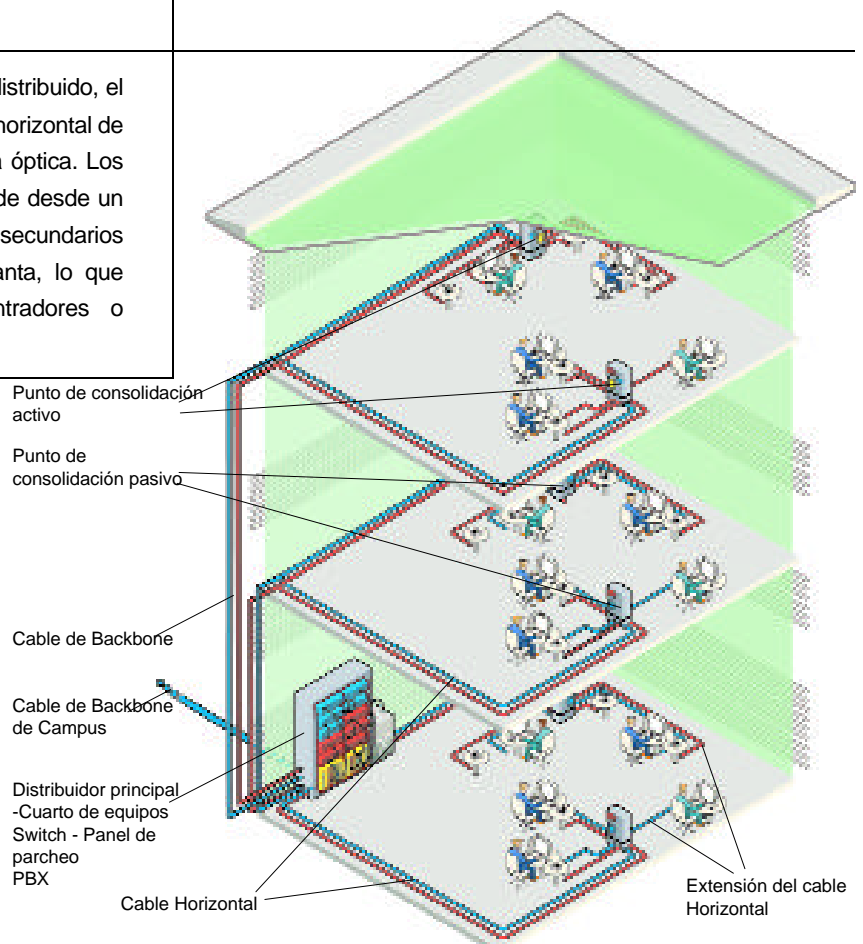 distribuido, el
horizontal de
a óptica. Los
de desde un
secundarios
anta, lo que
ntradores o
Punto de consolidación
activo
Punto de
consolidación pasivo
Cable de Backbone
Cable de Backbone
de Campus
Distribuidor principal
-Cuarto de equipos
Switch - Panel de
parcheo
PBX
Cable Horizontal
Extensión del cable
Horizontal